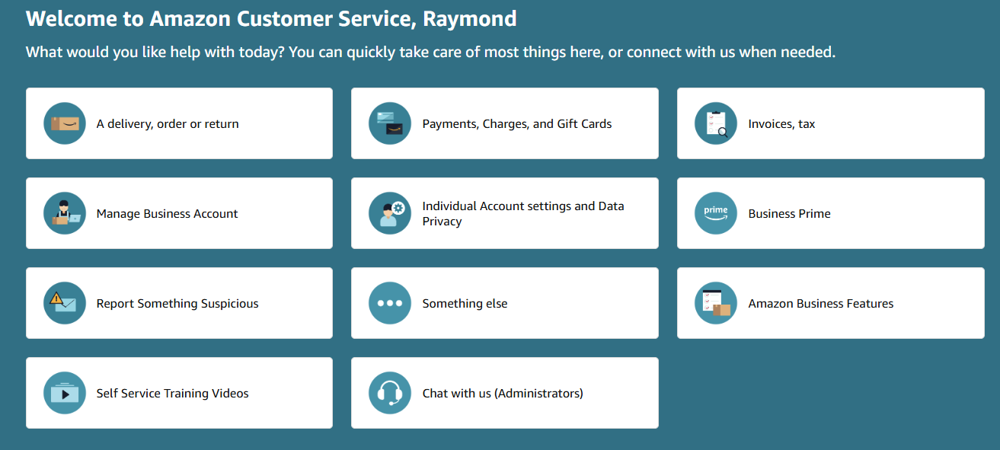 Welcome to Amazon Customer Service, Raymond
What would you like help with today? You can quickly take care of most things here, or connect with us when needed.
A delivery, order or return
Payments, Charges, and Gift Cards
Invoices, tax
Manage Business Account
Individual Account settings and Data
Privacy
prime
Business Prime
Report Something Suspicious
Something else
Amazon Business Features
Self Service Training Videos
Chat with us (Administrators)